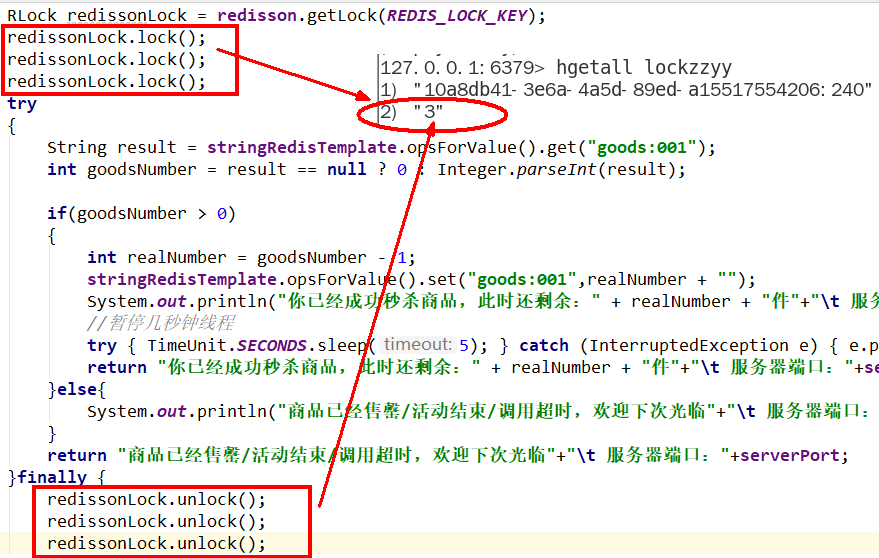 RLock redissonLock = redisson.getLock(REDIS_LOCK_KEY);
redissonLock.lock();
redissonLock.lock();
redissonLock.lock();
127.0.0.1:6379> hgetall lockzzyy
1) "10a8db41-3e6a-4a5d-89ed-a15517554206:240"
2) "3"
try
{
String result = stringRedisTemplate.opsForValue().get("goods:001");
int goodsNumber = result == null ? 0 : Integer.parseInt(result);
if(goodsNumber > 0)
{
int realNumber = goodsNumber - 1;
stringRedisTemplate.opsForValue().set("goods:001",realNumber + "");
System.out.println("你已经成功秒杀商品，此时还剩余：" + realNumber + "件"+"\t 服务
//暂停几秒钟线程
try { TimeUnit.SECONDS.sleep( timeout: 5); } catch (InterruptedException e) { e.p
return "你已经成功秒杀商品，此时还剩余：" + realNumber + "件"+"\t 服务器端口："+se
}else{
System.out.println("商品已经售罄/活动结束/调用超时，欢迎下次光临"+"\t 服务器端口：
}
return "商品已经售罄/活动结束/调用超时，欢迎下次光临"+"\t 服务器端口："+serverPort;
}finally {
redissonLock.unlock();
redissonLock.unlock();
redissonLock.unlock();